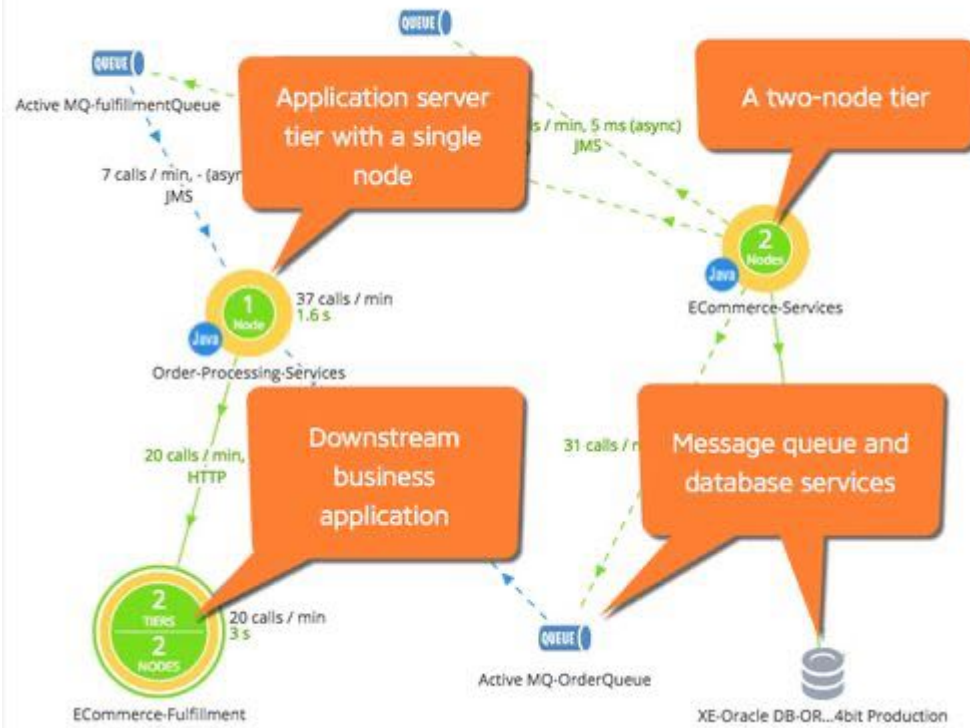 QUEUE
QUEUE
Active MQ-fulfillmentQueue
Application server
tier with a single
node
A two-node tier
/ min, 5 ms (async)
JMS
7 calls / min, - (asyn
JMS
2
Nodes
Java
ECommerce-Services
1
Node
Java
37 calls / min
1.6 s
Order-Processing-Services
Downstream
business
application
Message queue and
database services
20 calls / min,
HTTP
31 calls /
2
TIERS
2
NODES
20 calls / min
3 s
ECommerce-Fulfillment
QUEUE
Active MQ-OrderQueue
XE-Oracle DB-OR...4bit Production